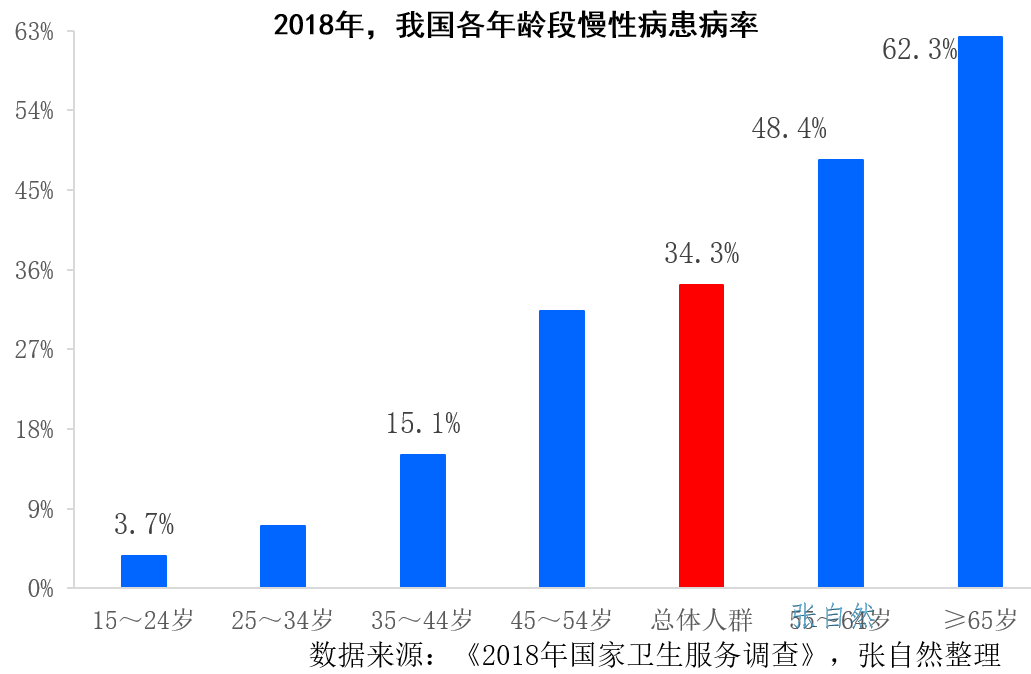 2018年，我国各年龄段慢性病患病率
63%
54%
45%
36%
27%
18%
9%
0%
3.7%
15.1%
34.3%
48.4%
62.3%
15～24岁
25～34岁
35～44岁
45～54岁
总体人群
55～64岁
≥65岁
张自然
数据来源：《2018年国家卫生服务调查》，张自然整理